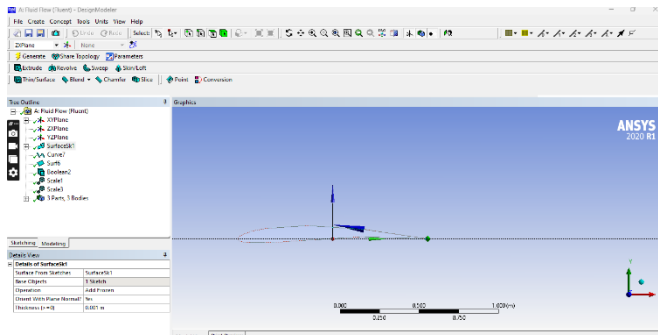 A: Fluid Flow (Fluent) - DesignModeler
File Create Concept Tools Units View Help
Undo Redo Select:
ZXPlane None
Generate Share Topology Parameters
Extrude Revolve Sweep Skin/Loft
Thin/Surface Blend Chamfer Slice Point Conversion
Tree Outline Graphics
A: Fluid Flow (Fluent)
XYPlane
ZXPlane
YZPlane
SurfaceSk1
Curve7
Surf6
Boolean2
Scale1
Scale3
3 Parts, 3 Bodies
ANSYS
2020 R1
Sketching Modeling
Details View
Details of SurfaceSk1
Surface From Sketches SurfaceSk1
Base Objects 1 Sketch
Operation Add Frozen
Orient With Plane Normal? Yes
Thickness (>=0) 0.001 m
0.000 0.500 1.000(m)
0.250 0.750
Y